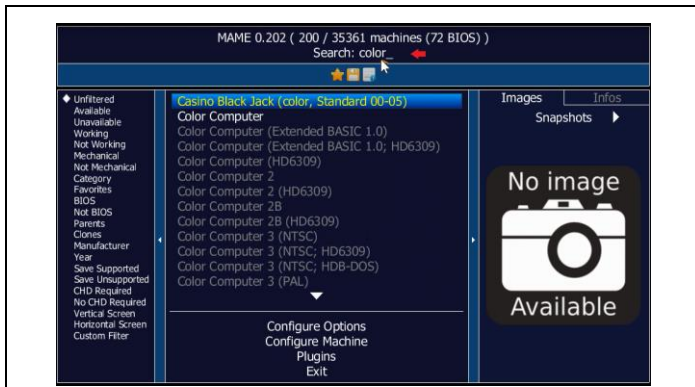 MAME 0.202 ( 200 / 35361 machines (72 BIOS) )
Search: color_
Unfiltered
Available
Unavailable
Working
Not Working
Mechanical
Not Mechanical
Category
Favorites
BIOS
Not BIOS
Parents
Clones
Manufacturer
Year
Save Supported
Save Unsupported
CHD Required
No CHD Required
Vertical Screen
Horizontal Screen
Custom Filter
Casino Black Jack (color, Standard 00-05)
Color Computer
Color Computer (Extended BASIC 1.0)
Color Computer (Extended BASIC 1.0; HD6309)
Color Computer (HD6309)
Color Computer 2
Color Computer 2 (HD6309)
Color Computer 2B
Color Computer 2B (HD6309)
Color Computer 3 (NTSC)
Color Computer 3 (NTSC; HD6309)
Color Computer 3 (NTSC; HDB-DOS)
Color Computer 3 (PAL)
Configure Options
Configure Machine
Plugins
Exit
Images Infos
Snapshots
No image
Available